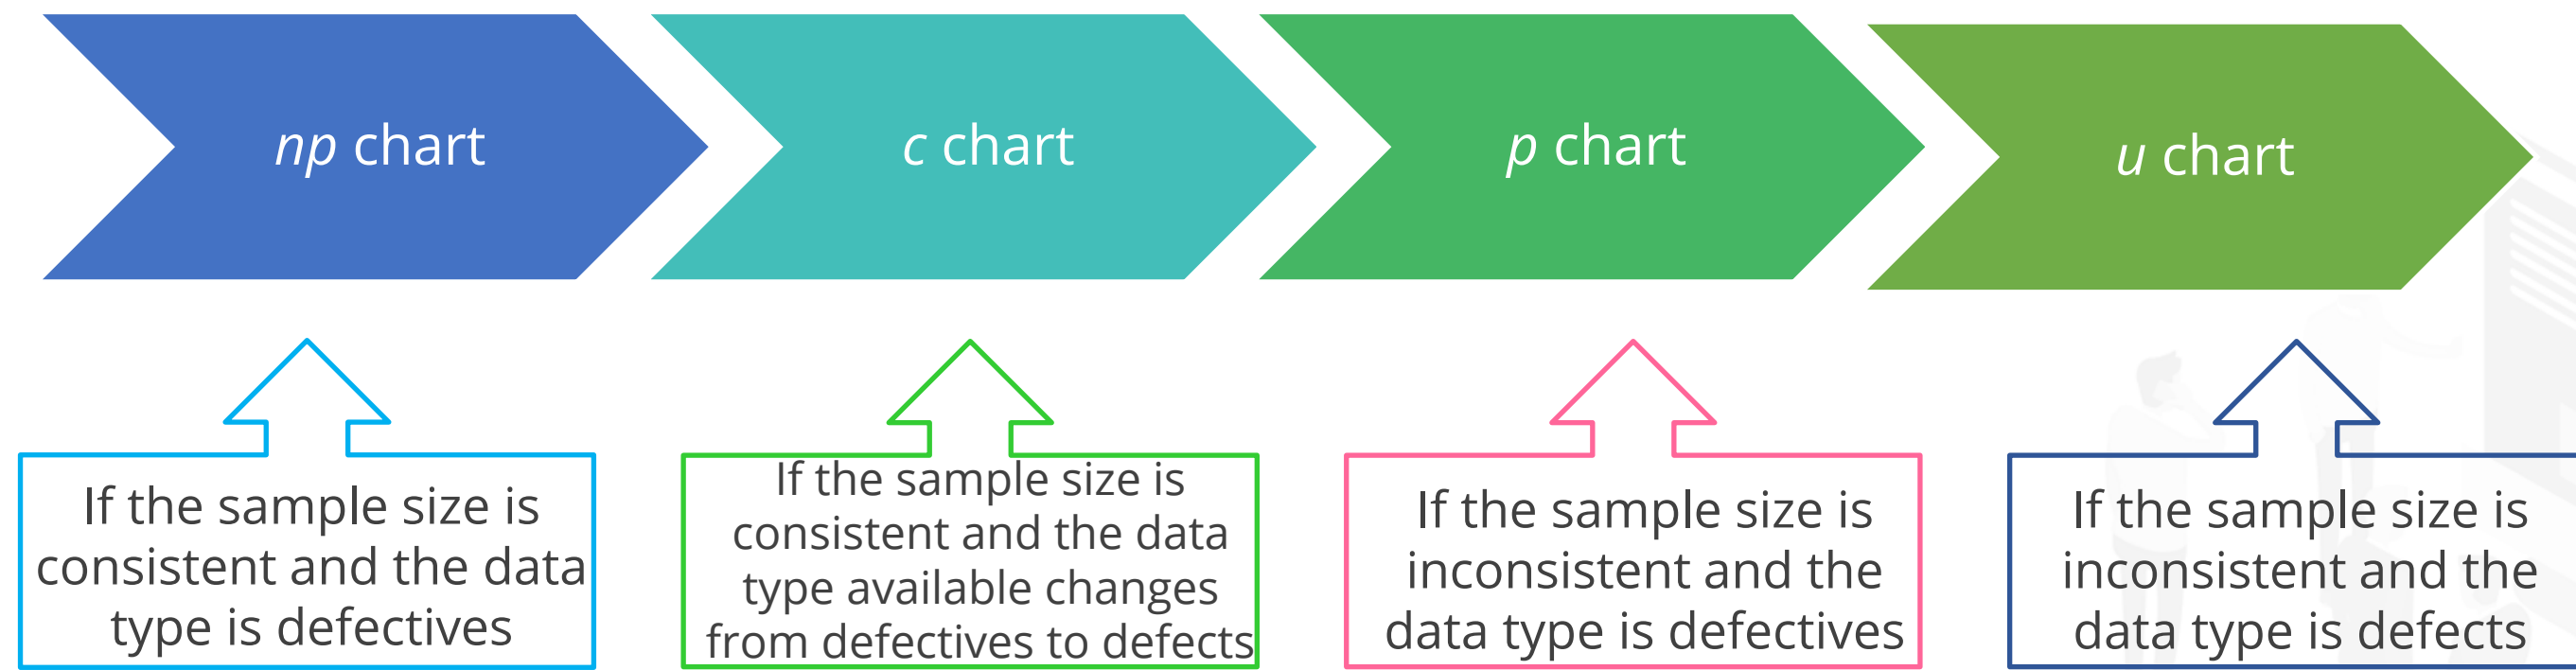 np chart
c chart
p chart
u chart
If the sample size is
consistent and the data
type is defectives
If the sample size is
consistent and the data
type available changes
from defectives to defects
If the sample size is
inconsistent and the
data type is defectives
If the sample size is
inconsistent and the
data type is defects